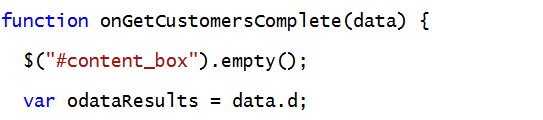 function onGetCustomersComplete(data) {
$("#content_box").empty();
var odataResults = data.d;